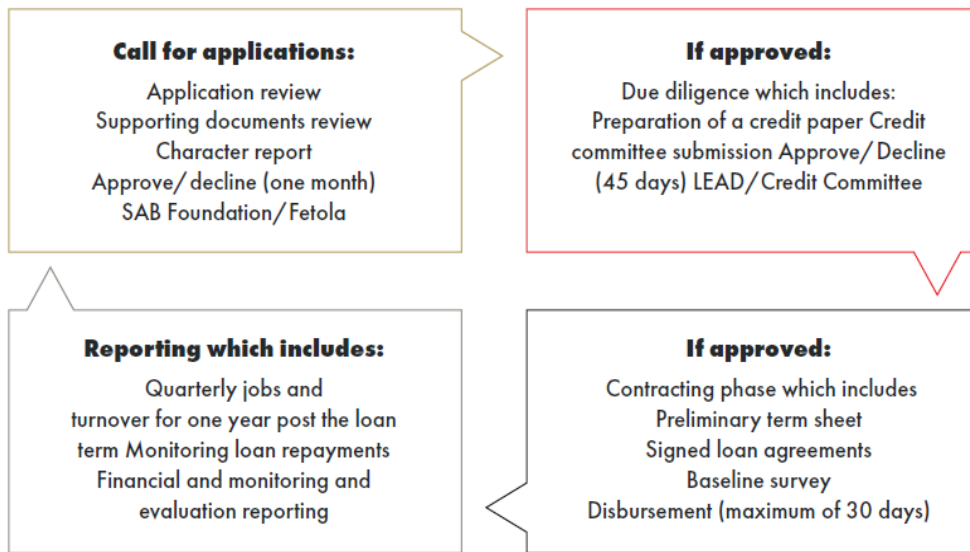 Call for applications:
Application review
Supporting documents review
Character report
Approve/decline (one month)
SAB Foundation/Fetola
If approved:
Due diligence which includes:
Preparation of a credit paper Credit
committee submission Approve/Decline
(45 days) LEAD/Credit Committee
If approved:
Contracting phase which includes
Preliminary term sheet
Signed loan agreements
Baseline survey
Disbursement (maximum of 30 days)
Reporting which includes:
Quarterly jobs and
turnover for one year post the loan
term Monitoring loan repayments
Financial and monitoring and
evaluation reporting